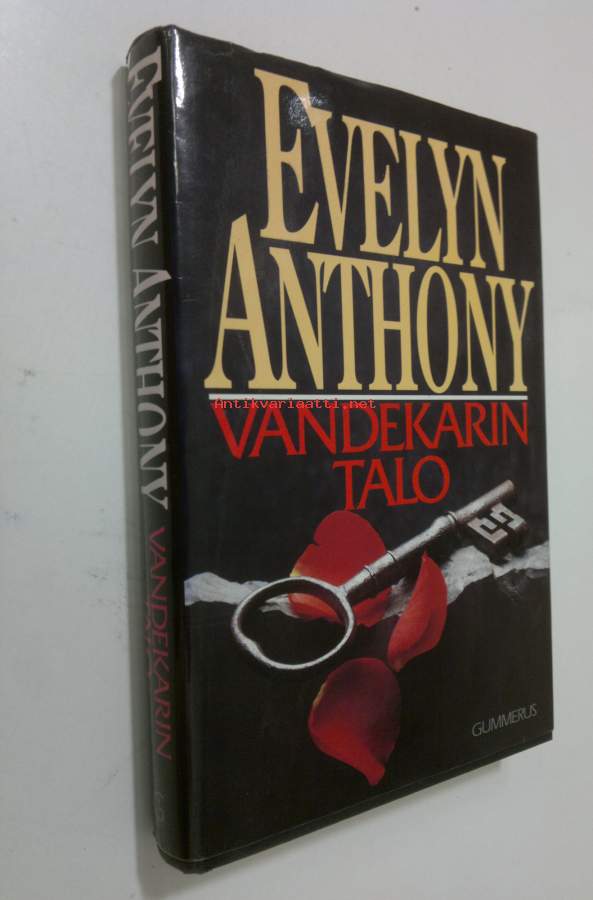 EVELYN ANTHONY VANDEKARIN
EVELYN
ANTHONY
Antikvariaatti.net
VANDEKARIN
TALO
GUMMERUS